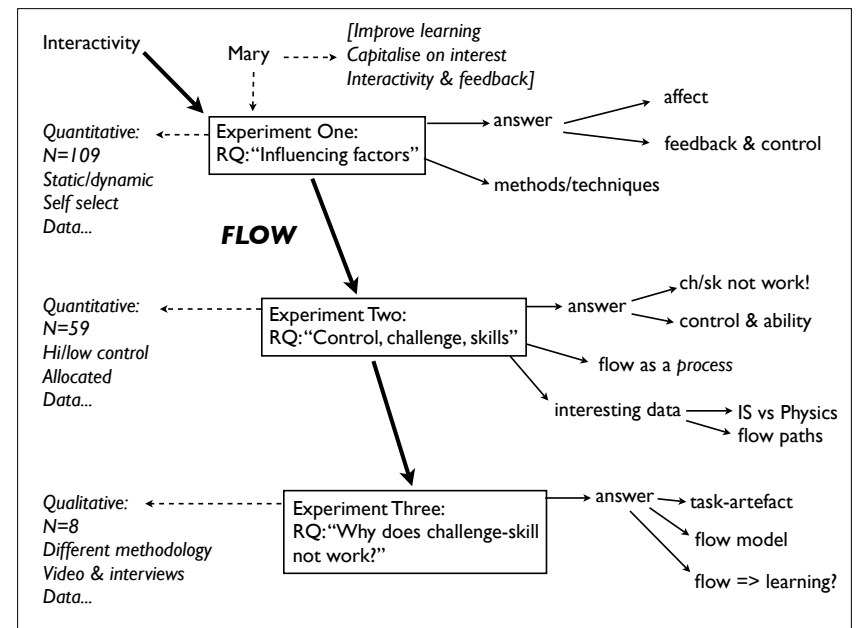 Interactivity
Mary
[Improve learning
Capitalise on interest
Interactivity & feedback]
Quantitative:
N=109
Static/dynamic
Self select
Data...
Experiment One:
RQ:“Influencing factors”
answer
affect
feedback & control
methods/techniques
FLOW
Quantitative:
N=59
Hi/low control
Allocated
Data...
Experiment Two:
RQ:“Control, challenge, skills”
answer
ch/sk not work!
control & ability
flow as a process
interesting data
IS vs Physics
flow paths
Qualitative:
N=8
Different methodology
Video & interviews
Data...
Experiment Three:
RQ:“Why does challenge-skill
not work?”
answer
task-artefact
flow model
flow => learning?